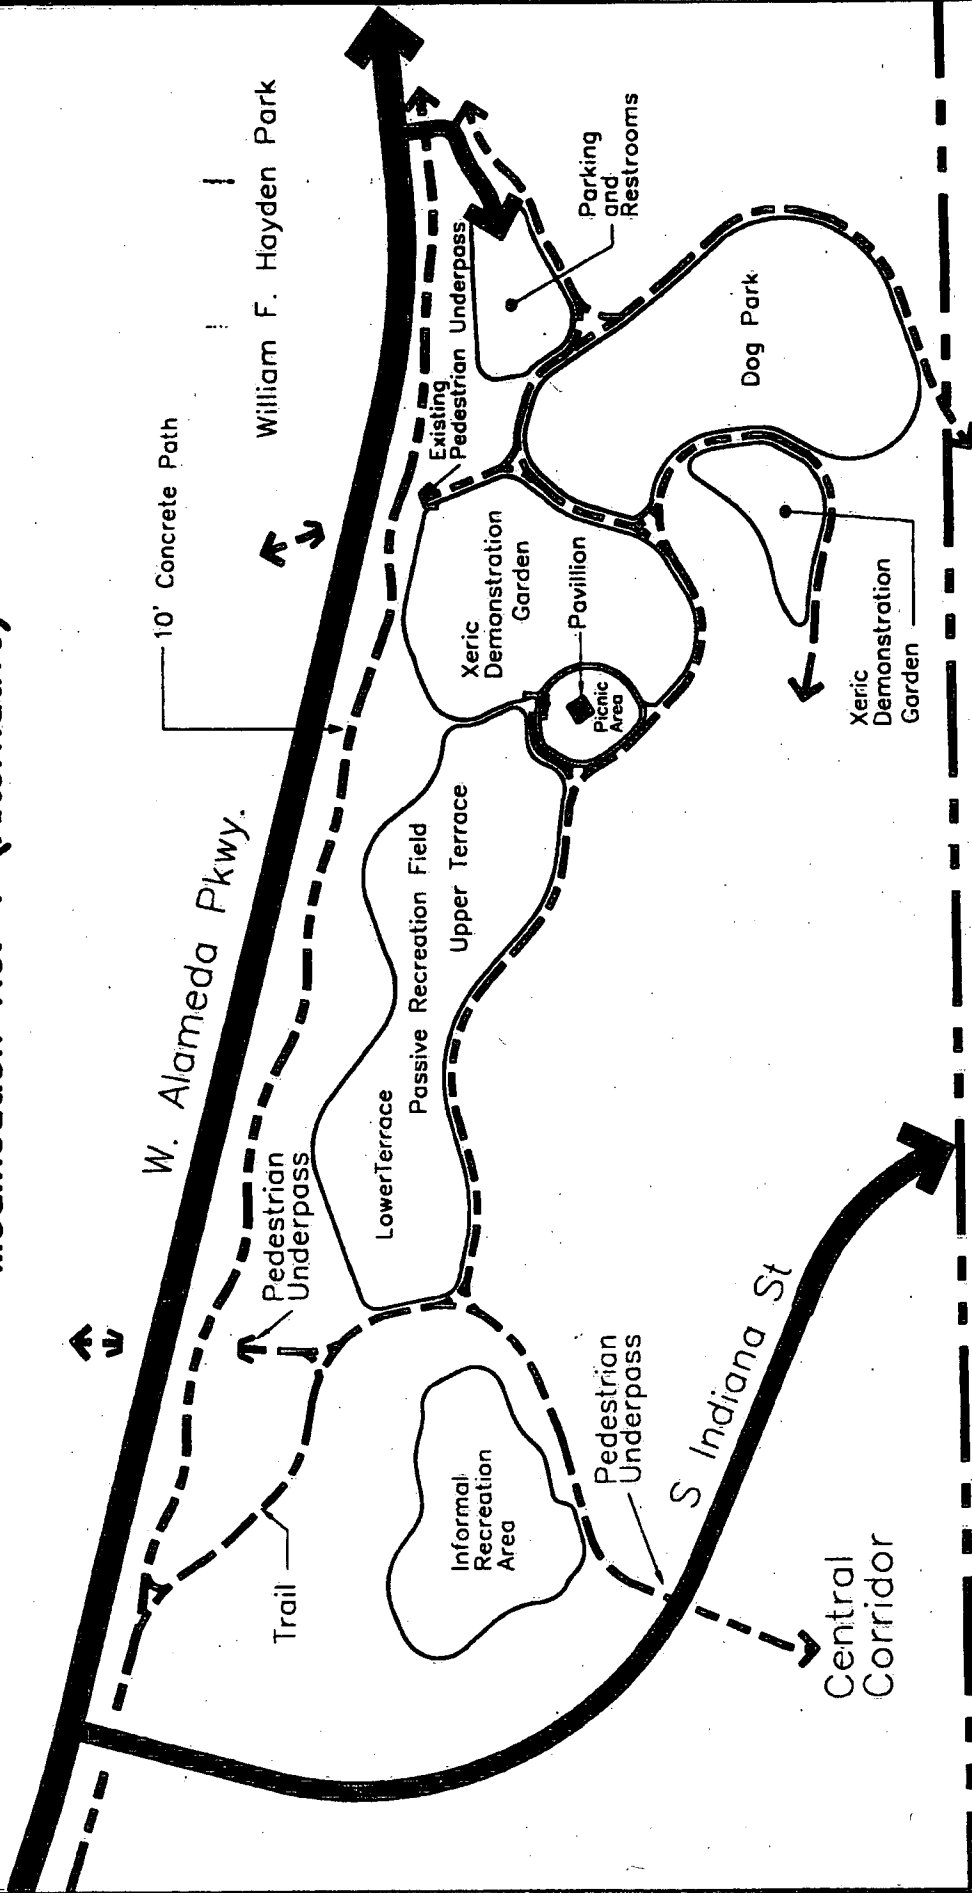 William F. Hayden Park
10' Concrete Path
W. Alameda Pkwy.
Existing
Pedestrian Underpass
Parking
and
Restrooms
Dog Park
Xeric
Demonstration
Garden
Pavillion
Picnic
Area
Xeric
Demonstration
Garden
Upper Terrace
Passive Recreation Field
LowerTerrace
Pedestrian
Underpass
Trail
Informal
Recreation
Area
Pedestrian
Underpass
S Indiana St
Central
Corridor